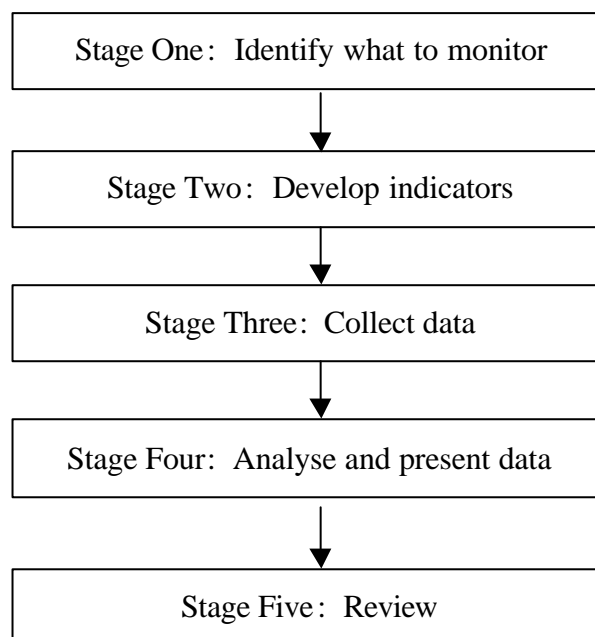 Stage One: Identify what to monitor
Stage Two: Develop indicators
Stage Three: Collect data
Stage Four: Analyse and present data
Stage Five: Review